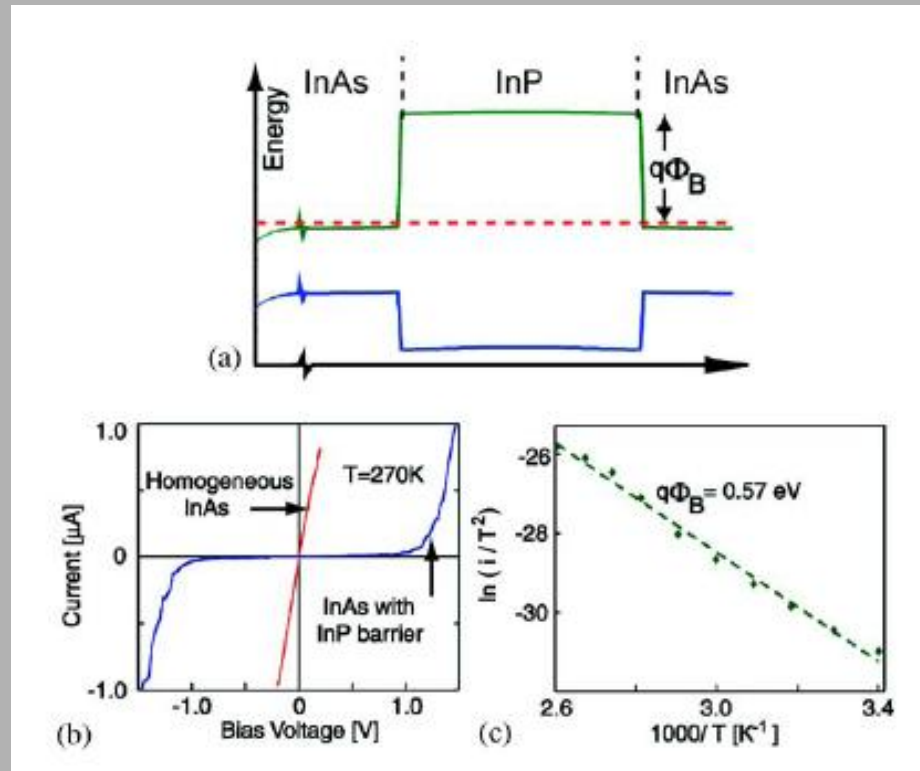 InAs InP InAs
Energy
qΦB
(a)
1.0
Homogeneous
InAs
T=270K
Current [μA]
0
InAs with
InP barrier
-1.0
-1.0 0 1.0
Bias Voltage [V]
(b)
-26
qΦB = 0.57 eV
ln ( i / T²)
-28
-30
2.6 3.0 3.4
1000/ T [K⁻¹]
(c)